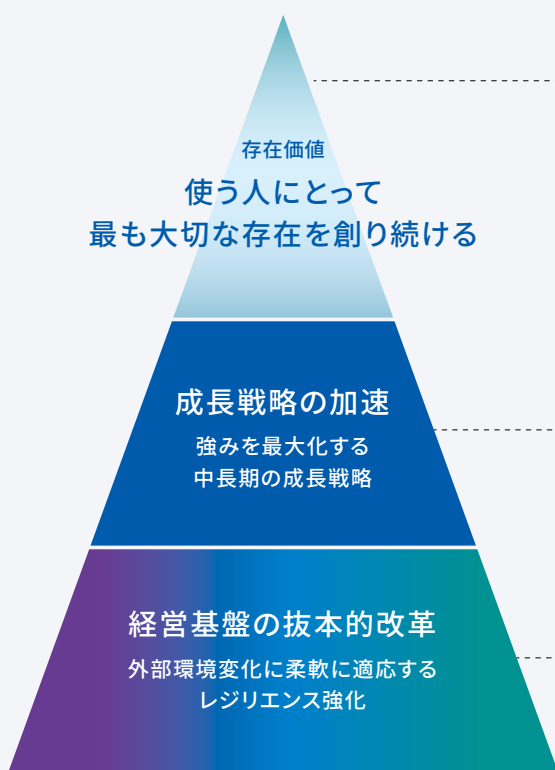 存在価値
使う人にとって
最も大切な存在を創り続ける
成長戦略の加速
強みを最大化する
中長期の成長戦略
経営基盤の抜本的改革
外部環境変化に柔軟に適応する
レジリエンス強化